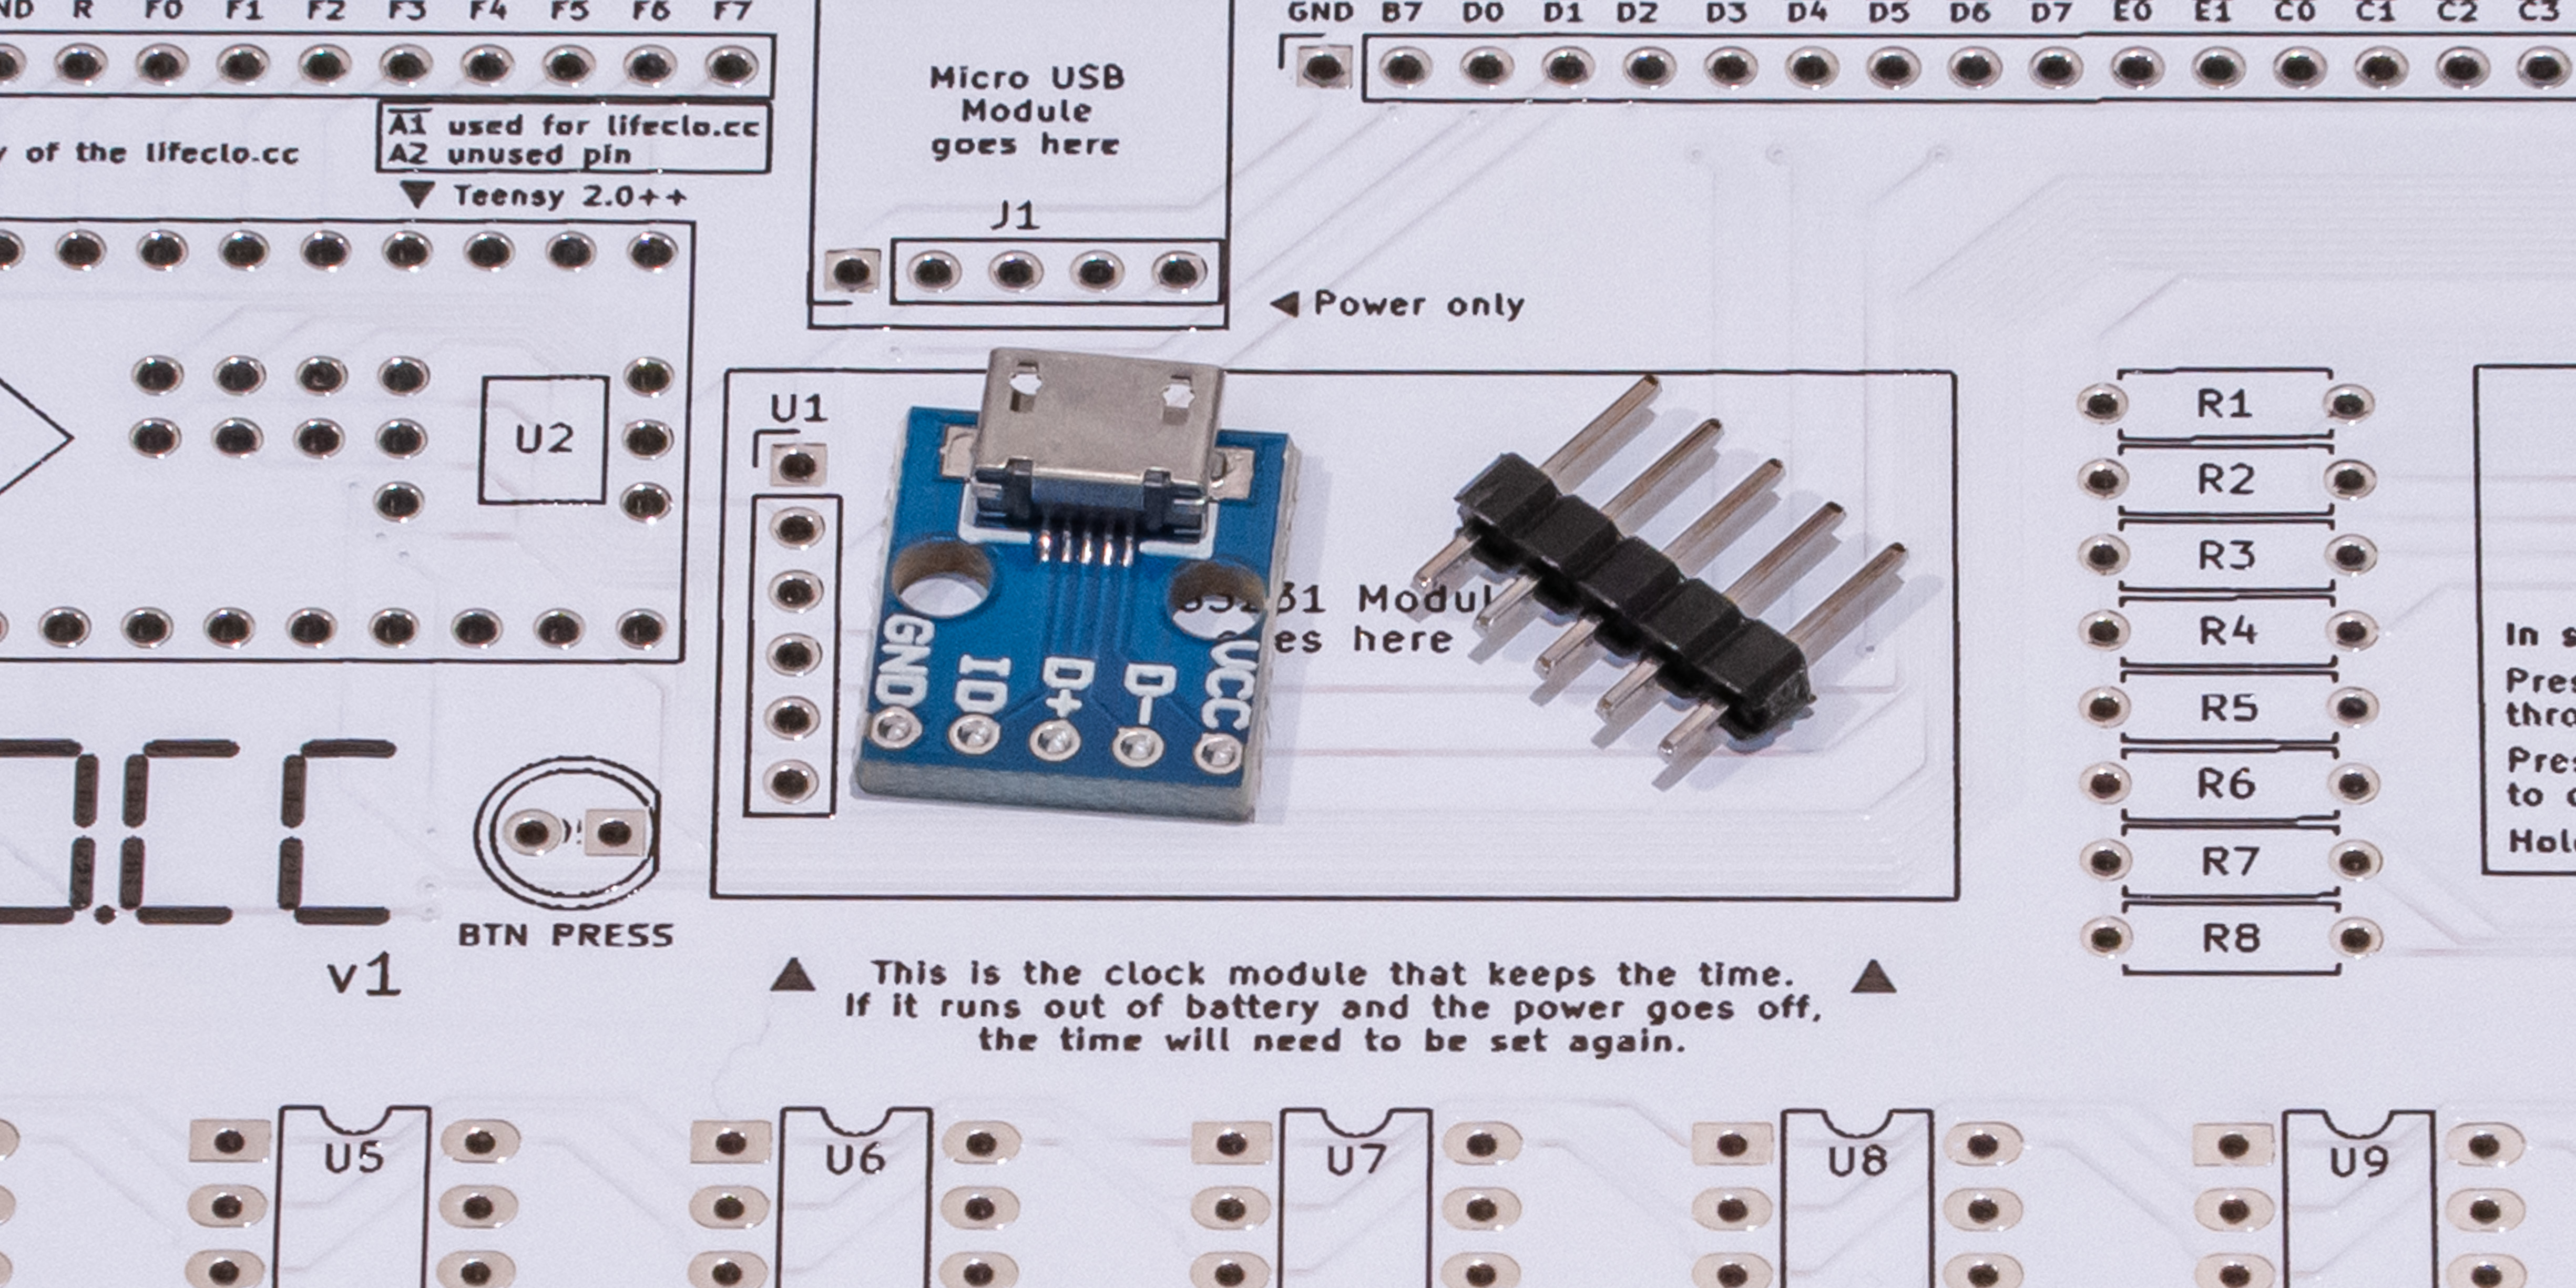 ND R F0 F1 F2 F3 F4 F5 F6 F7
GND B7 D0 D1 D2 D3 D4 D5 D6 D7 E0 E1 C0 C1 C2 C3
Micro USB
Module
goes here
J1
A1 used for lifeclo.cc
A2 unused pin
of the lifeclo.cc
Teensy 2.0++
Power only
U1
U2
GND
ID
D+
D-
VCC
31 Modul
es here
R1
R2
R3
R4
R5
R6
R7
R8
In s
Pres
thro
Pres
to
Hol
.CC
v1
BTN PRESS
This is the clock module that keeps the time.
If it runs out of battery and the power goes off,
the time will need to be set again.
U5
U6
U7
U8
U9